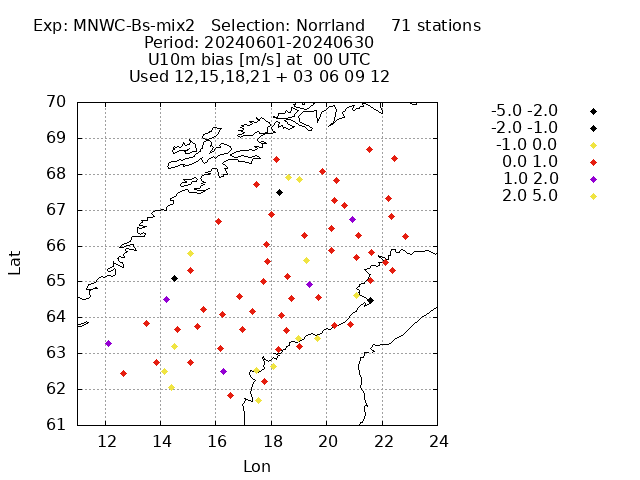 Exp: MNWC-Bs-mix2 Selection: Norrland 71 stations
Period: 20240601-20240630
U10m bias [m/s] at 00 UTC
Used 12,15,18,21 + 03 06 09 12
-5.0 -2.0
-2.0 -1.0
-1.0 0.0
0.0 1.0
1.0 2.0
2.0 5.0
70
69
68
67
66
65
64
63
62
61
Lat
12 14 16 18 20 22 24
Lon